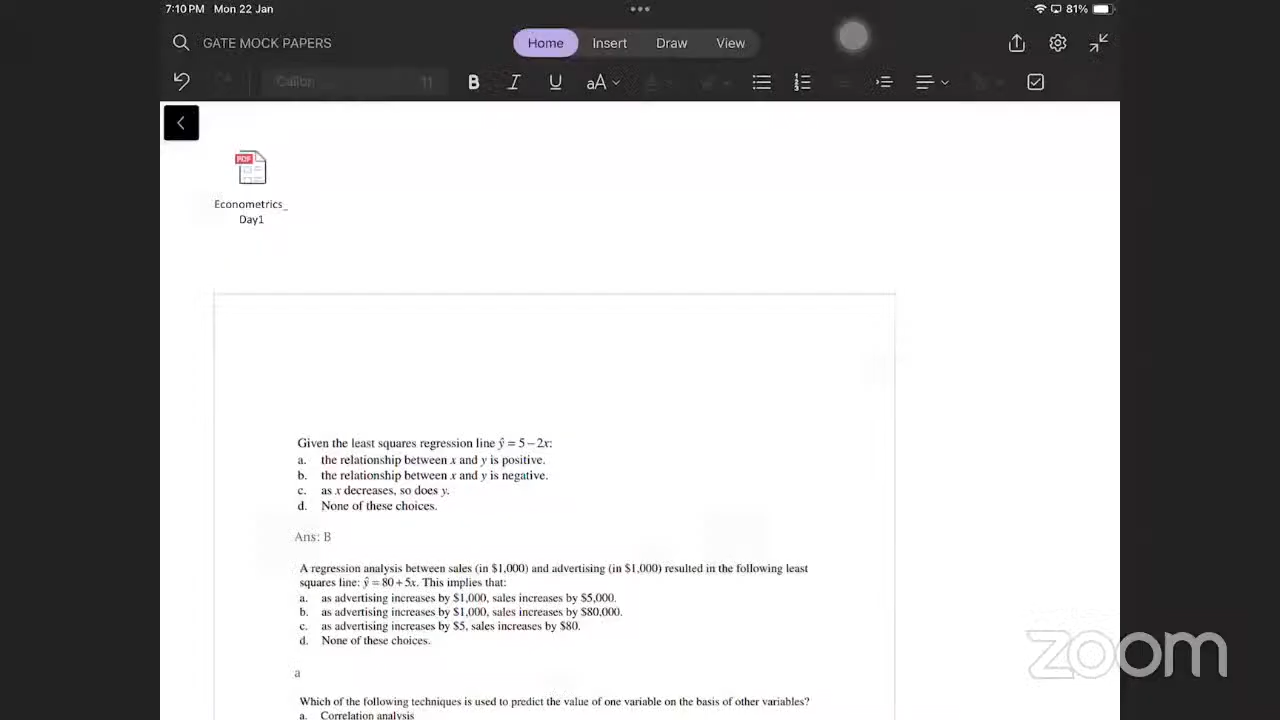 7:10 PM Mon 22 Jan
81%
GATE MOCK PAPERS
Home Insert Draw View
Calibri 11
B I U aA
PDF
Econometrics_
Day1
Given the least squares regression line ŷ = 5 – 2x:
a. the relationship between x and y is positive.
b. the relationship between x and y is negative.
c. as x decreases, so does y.
d. None of these choices.
Ans: B
A regression analysis between sales (in $1,000) and advertising (in $1,000) resulted in the following least
squares line: ŷ = 80 + 5x. This implies that:
a. as advertising increases by $1,000, sales increases by $5,000.
b. as advertising increases by $1,000, sales increases by $80,000.
c. as advertising increases by $5, sales increases by $80.
d. None of these choices.
a
Which of the following techniques is used to predict the value of one variable on the basis of other variables?
a. Correlation analysis
zoom